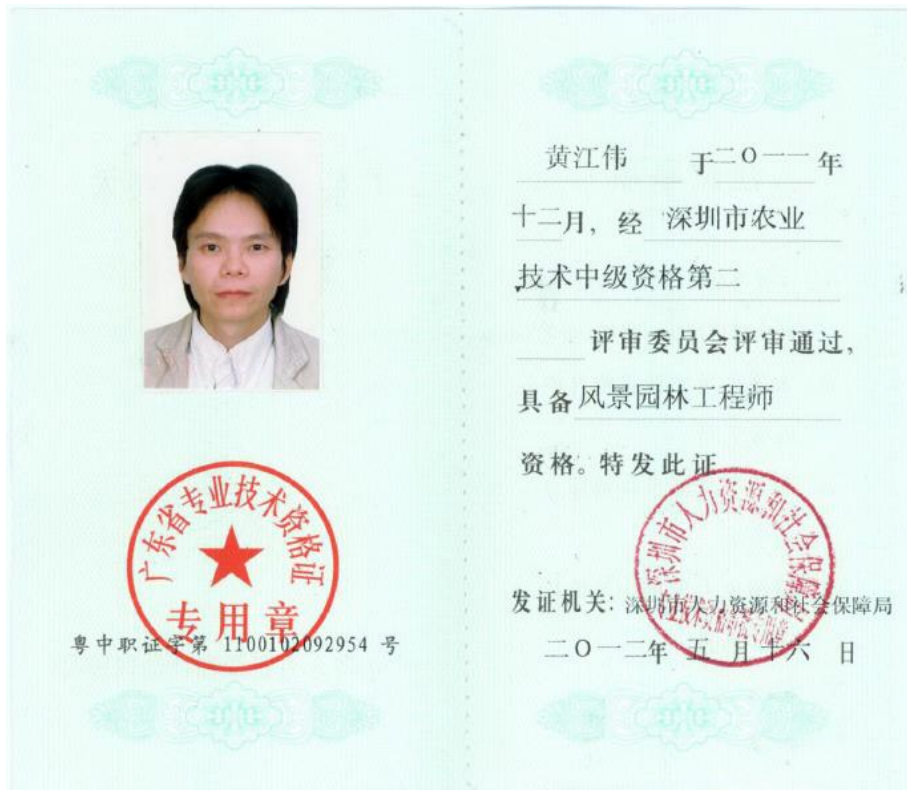 广东省专业技术资格证
专用章
粤中职证字第 1100102092954 号
黄江伟 于二〇一一年
十二月，经 深圳市农业
技术中级资格第二
评审委员会评审通过，
具备 风景园林工程师
资格。特发此证
深圳市人力资源和社会保障
发证机关：深圳市人力资源和社会保障局
二〇一二年 五 月 十六 日